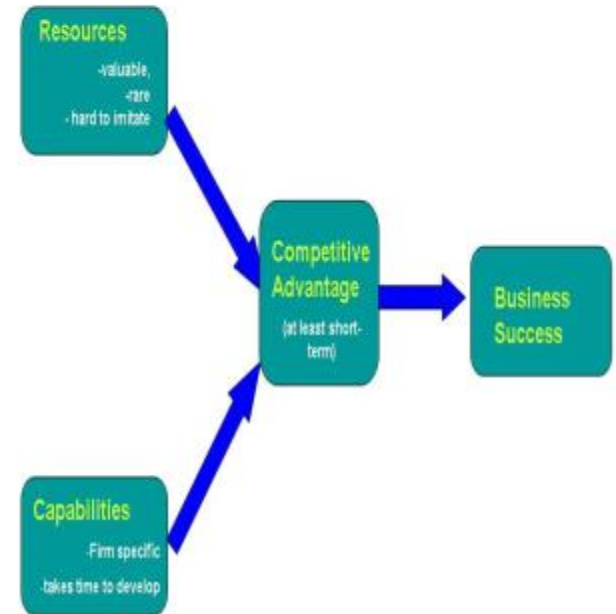 Resources
-valuable,
-rare
- hard to imitate
Competitive
Advantage
(at least short-
term)
Business
Success
Capabilities
-Firm specific
-takes time to develop